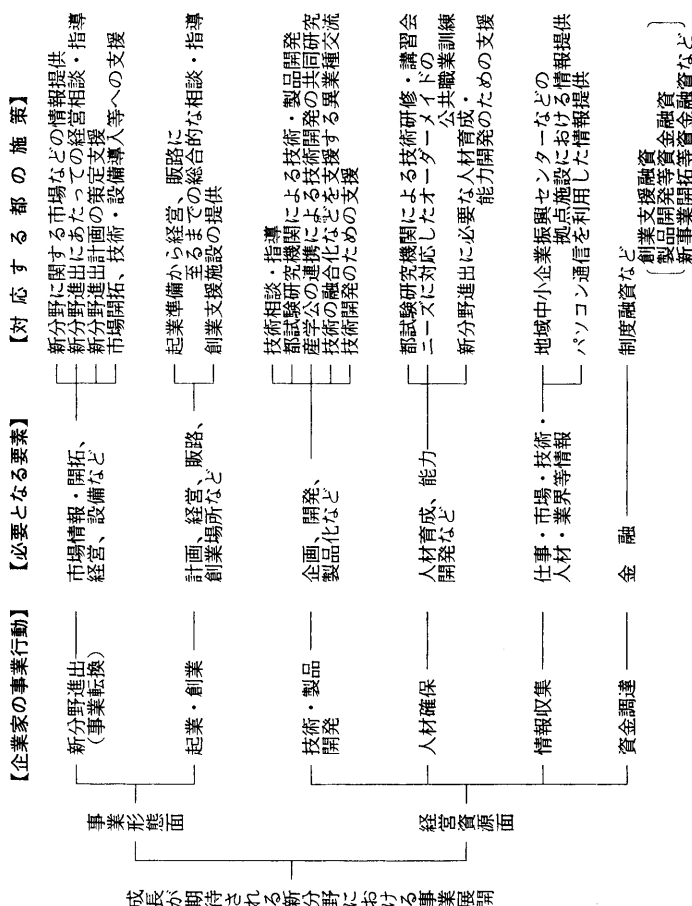 成長が期待される新分野における事業展開
事業形態面
経営資源面
【企業家の事業行動】
新分野進出
(事業転換)
起業・創業
技術・製品
開発
人材確保
情報収集
資金調達
【必要となる要素】
市場情報・開拓、
経営、設備など
計画、経営、販路、
創業場所など
企画、開発、
製品化など
人材育成、能力
開発など
仕事・市場・技術・
人材・業界等情報
金　融
【対応する都の施策】
新分野に関する市場などの情報提供
新分野進出にあたっての経営相談・指導
新分野進出計画の策定支援
市場開拓、技術・設備導入等への支援
起業準備から経営、販路に
至るまでの総合的な相談・指導
創業支援施設の提供
技術相談・指導
都試験研究機関による技術・製品開発
産学公の連携による技術開発の共同研究
技術の融合化などを支援する異業種交流
技術開発のための支援
都試験研究機関による技術研修・講習会
ニーズに対応したオーダーメイドの
公共職業訓練
新分野進出に必要な人材育成・
能力開発のための支援
地域中小企業振興センターなどの
拠点施設における情報提供
パソコン通信を利用した情報提供
制度融資など
創業支援融資
製品開発等資金融資
新事業開拓等資金融資など